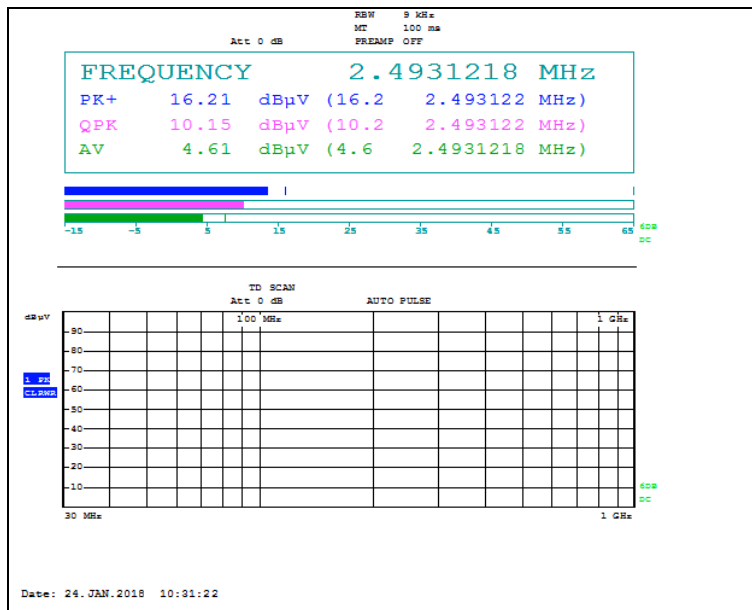 RBW 9 kHz
MT 100 ms
Att 0 dB PREAMP OFF
FREQUENCY 2.4931218 MHz
PK+ 16.21 dBµV (16.2 2.493122 MHz)
QPK 10.15 dBµV (10.2 2.493122 MHz)
AV 4.61 dBµV (4.6 2.4931218 MHz)
-15 -5 5 15 25 35 45 55 65
6DB
DC
TD SCAN
Att 0 dB AUTO PULSE
dBµV 100 MHz 1 GHz
90
80
1 PK
CLRWR
70
60
50
40
30
20
10
6DB
DC
30 MHz 1 GHz
Date: 24.JAN.2018 10:31:22